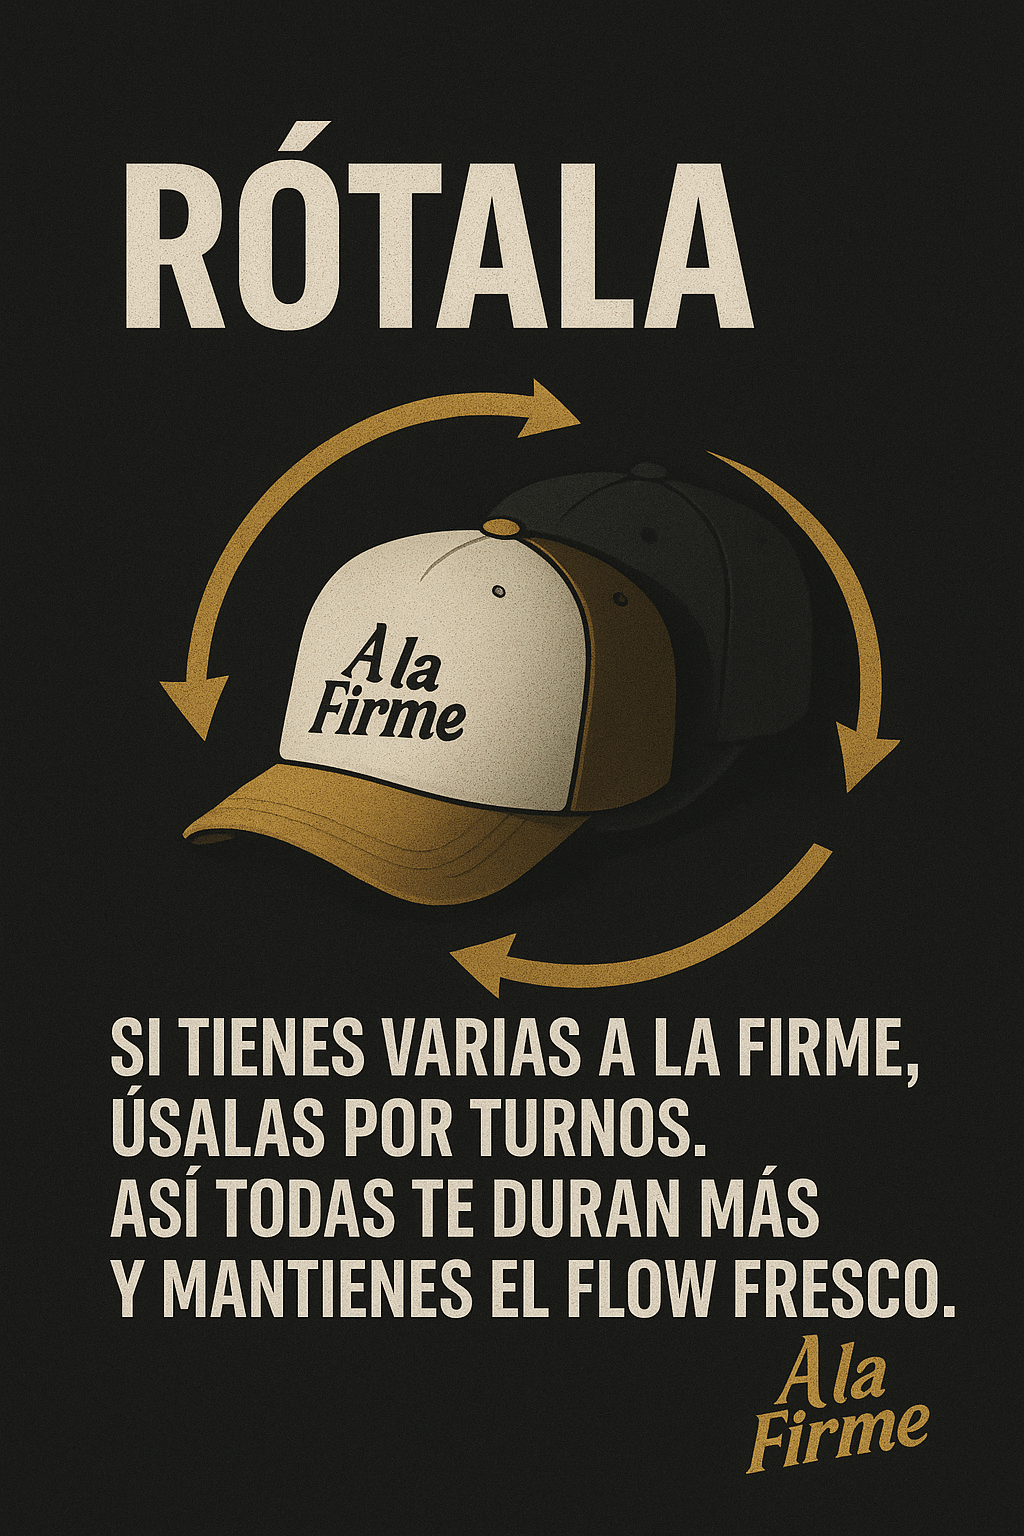 RÓTALA
A la
Firme
SI TIENES VARIAS A LA FIRME,
ÚSALAS POR TURNOS.
ASÍ TODAS TE DURAN MÁS
Y MANTIENES EL FLOW FRESCO.
A la
Firme